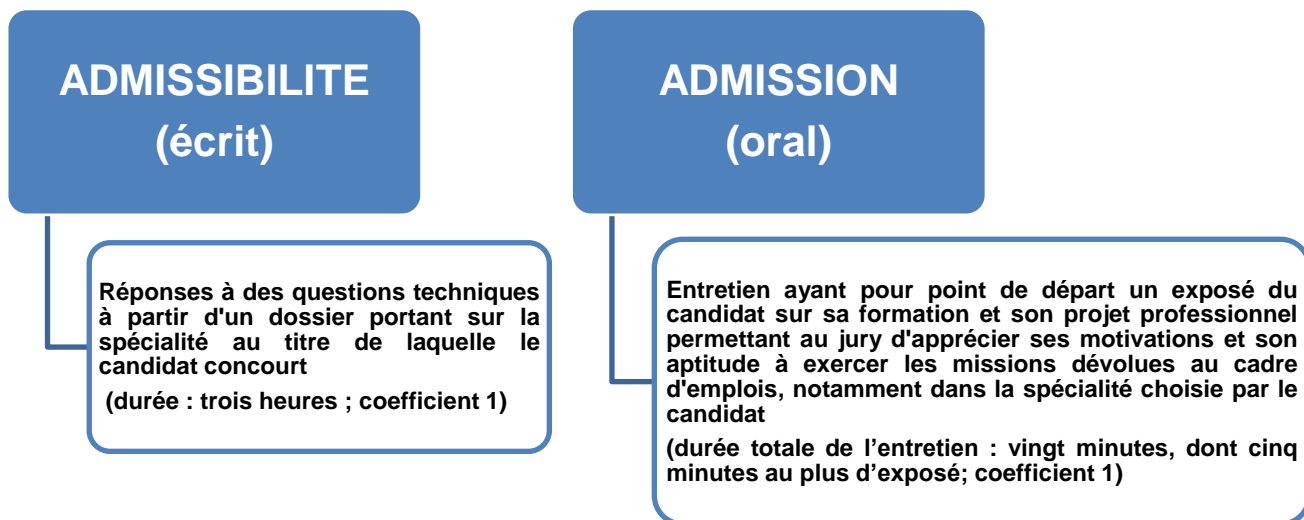 ADMISSIBILITE
(écrit)
Réponses à des questions techniques
à partir d'un dossier portant sur la
spécialité au titre de laquelle le
candidat concourt
(durée : trois heures ; coefficient 1)
ADMISSION
(oral)
Entretien ayant pour point de départ un exposé du
candidat sur sa formation et son projet professionnel
permettant au jury d'apprécier ses motivations et son
aptitude à exercer les missions dévolues au cadre
d'emplois, notamment dans la spécialité choisie par le
candidat
(durée totale de l’entretien : vingt minutes, dont cinq
minutes au plus d’exposé; coefficient 1)